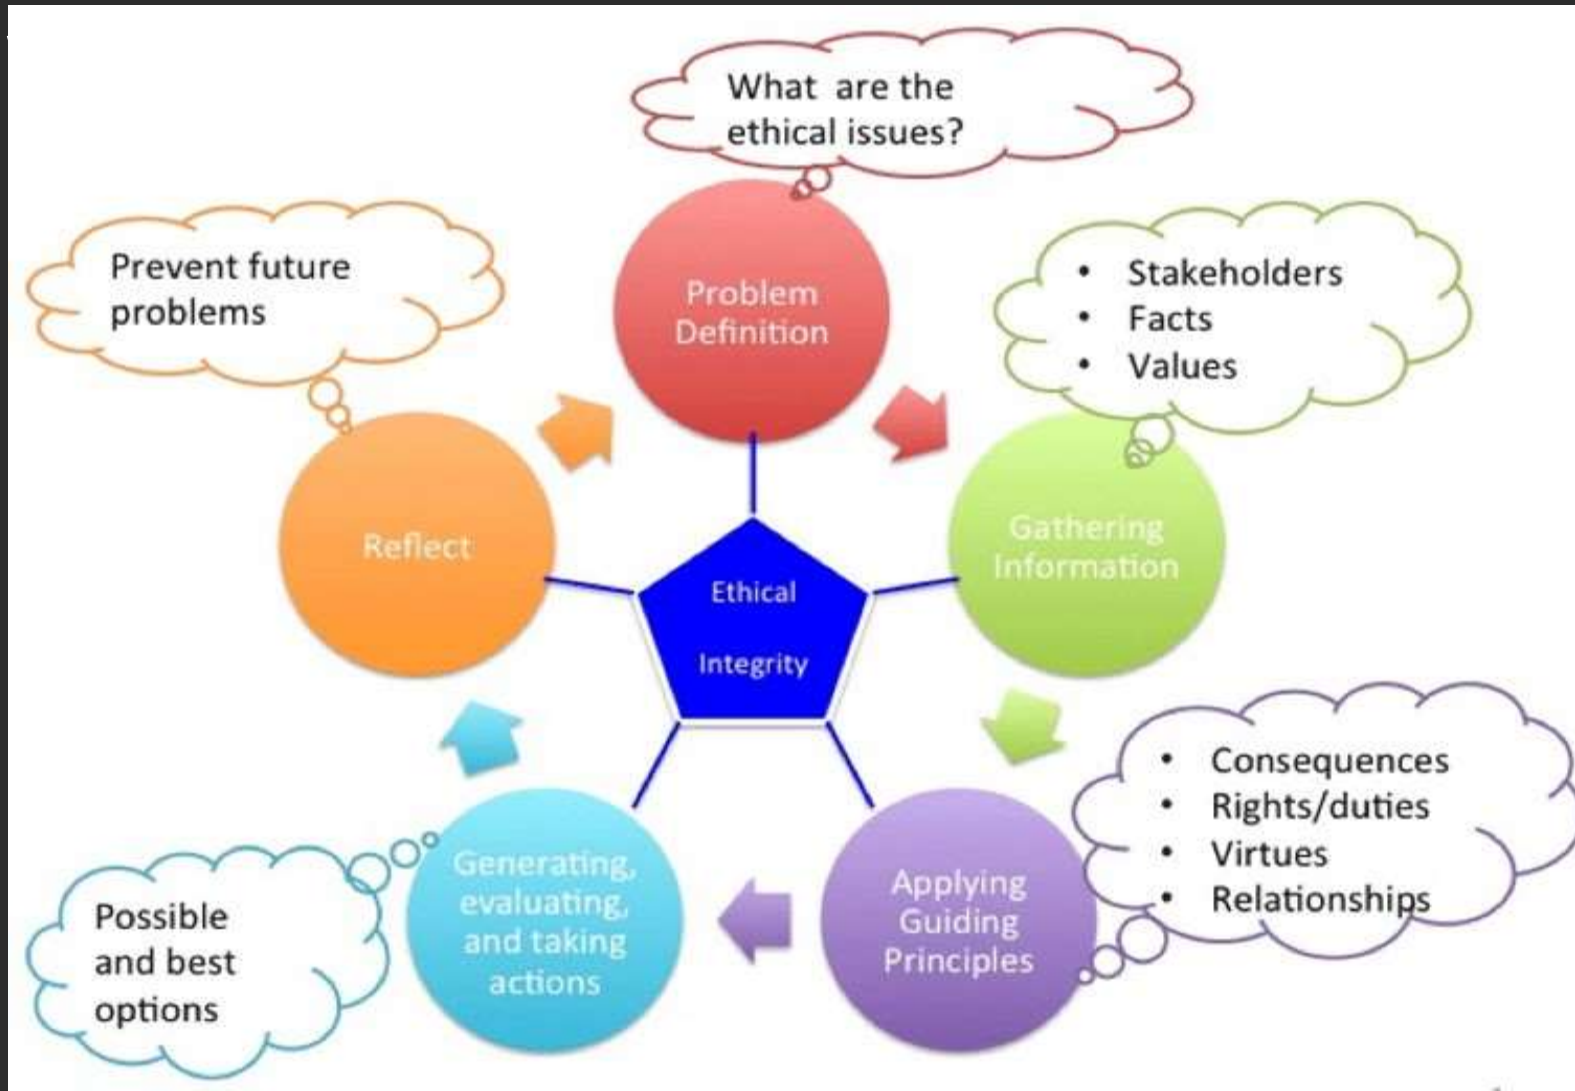 What are the
ethical issues?
Problem
Definition
• Stakeholders
• Facts
• Values
Gathering
Information
• Consequences
• Rights/duties
• Virtues
• Relationships
Applying
Guiding
Principles
Generating,
evaluating,
and taking
actions
Possible
and best
options
Reflect
Prevent future
problems
Ethical
Integrity